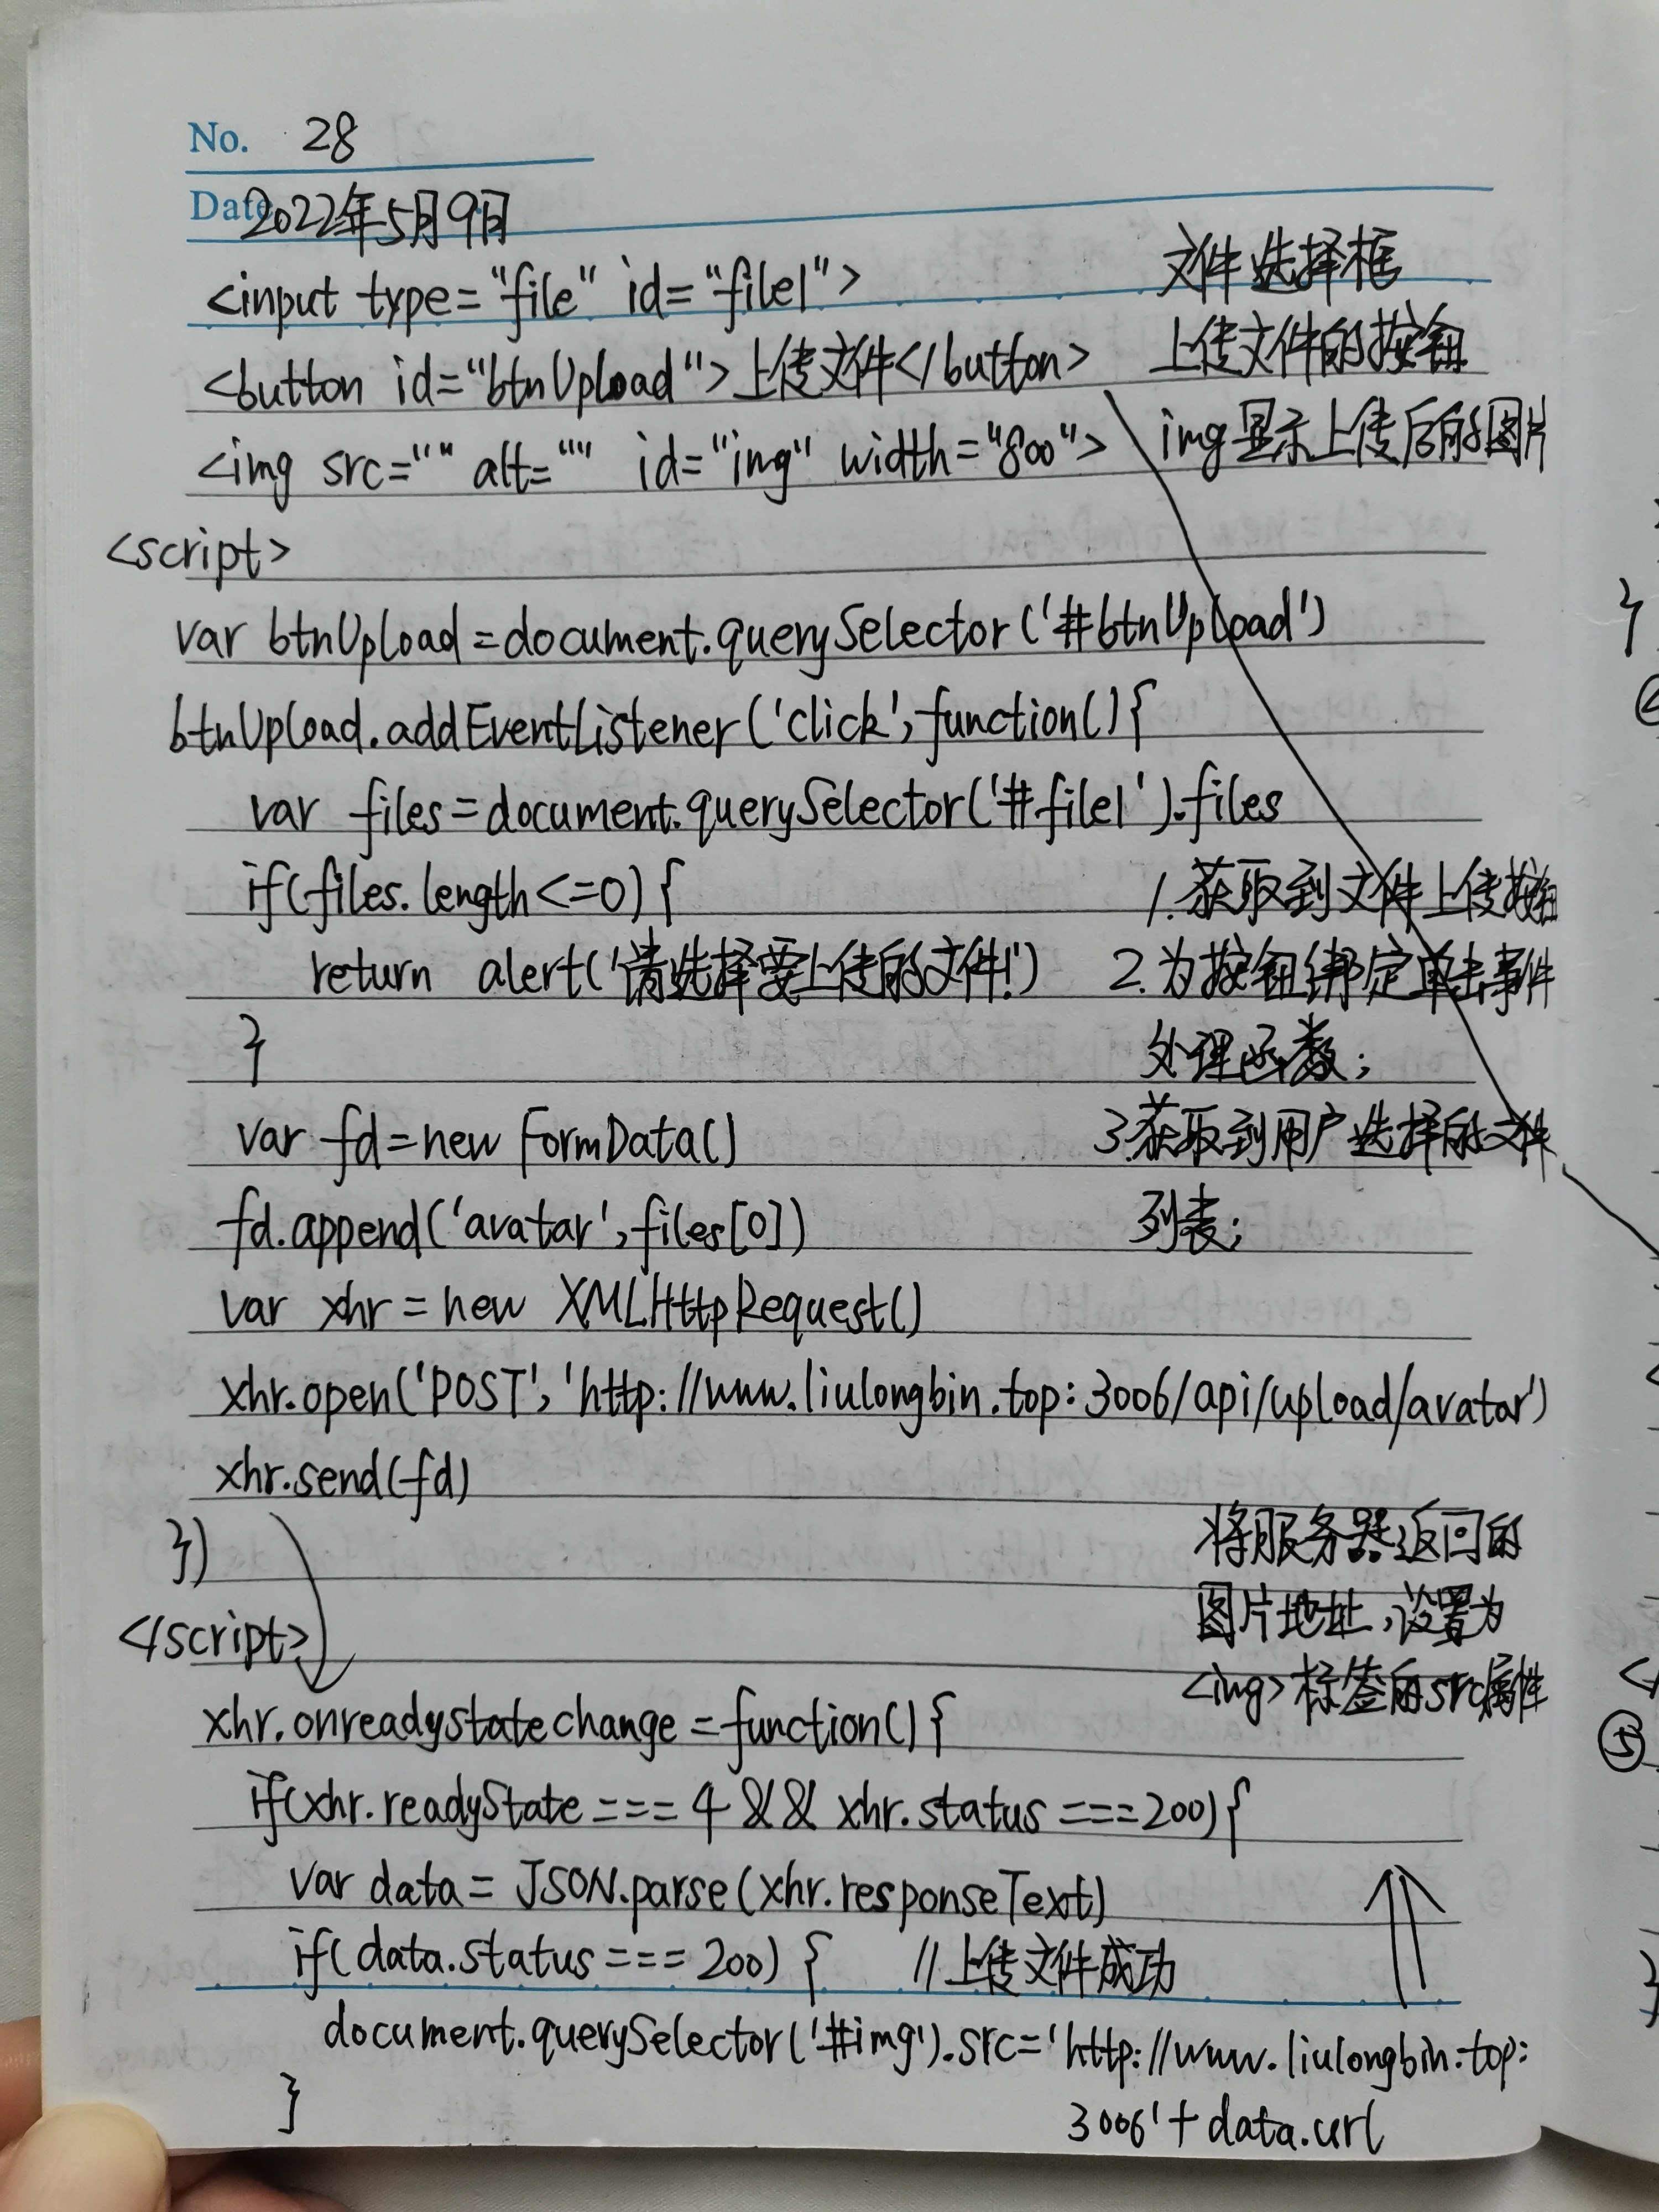 No. 28
Date 2022年5月9日
<input type="file" id="file1"> 文件选择框
<button id="btnUpload">上传文件</button> 上传文件的按钮
<img src="" alt="" id="img" width="800"> img显示上传后的图片
<script>
var btnUpload=document.querySelector('#btnUpload')
btnUpload.addEventListener('click',function(){
var files=document.querySelector('#file1').files
if(files.length<=0){ 1.获取到文件上传按钮
return alert('请选择要上传的文件!') 2.为按钮绑定单击事件
} 处理函数;
var fd=new FormData() 3.获取到用户选择的文件
fd.append('avatar',files[0]) 列表;
var xhr=new XMLHttpRequest()
xhr.open('POST','http://www.liulongbin.top:3006/api/upload/avatar')
xhr.send(fd)
}) 将服务器返回的
</script> 图片地址,设置为
<img>标签的src属性
xhr.onreadystatechange=function(){
if(xhr.readyState===4 && xhr.status===200){
var data=JSON.parse(xhr.responseText)
if(data.status===200){ //上传文件成功
document.querySelector('#img').src='http://www.liulongbin.top:
} 3006'+data.url
}
②
<
⑤
}